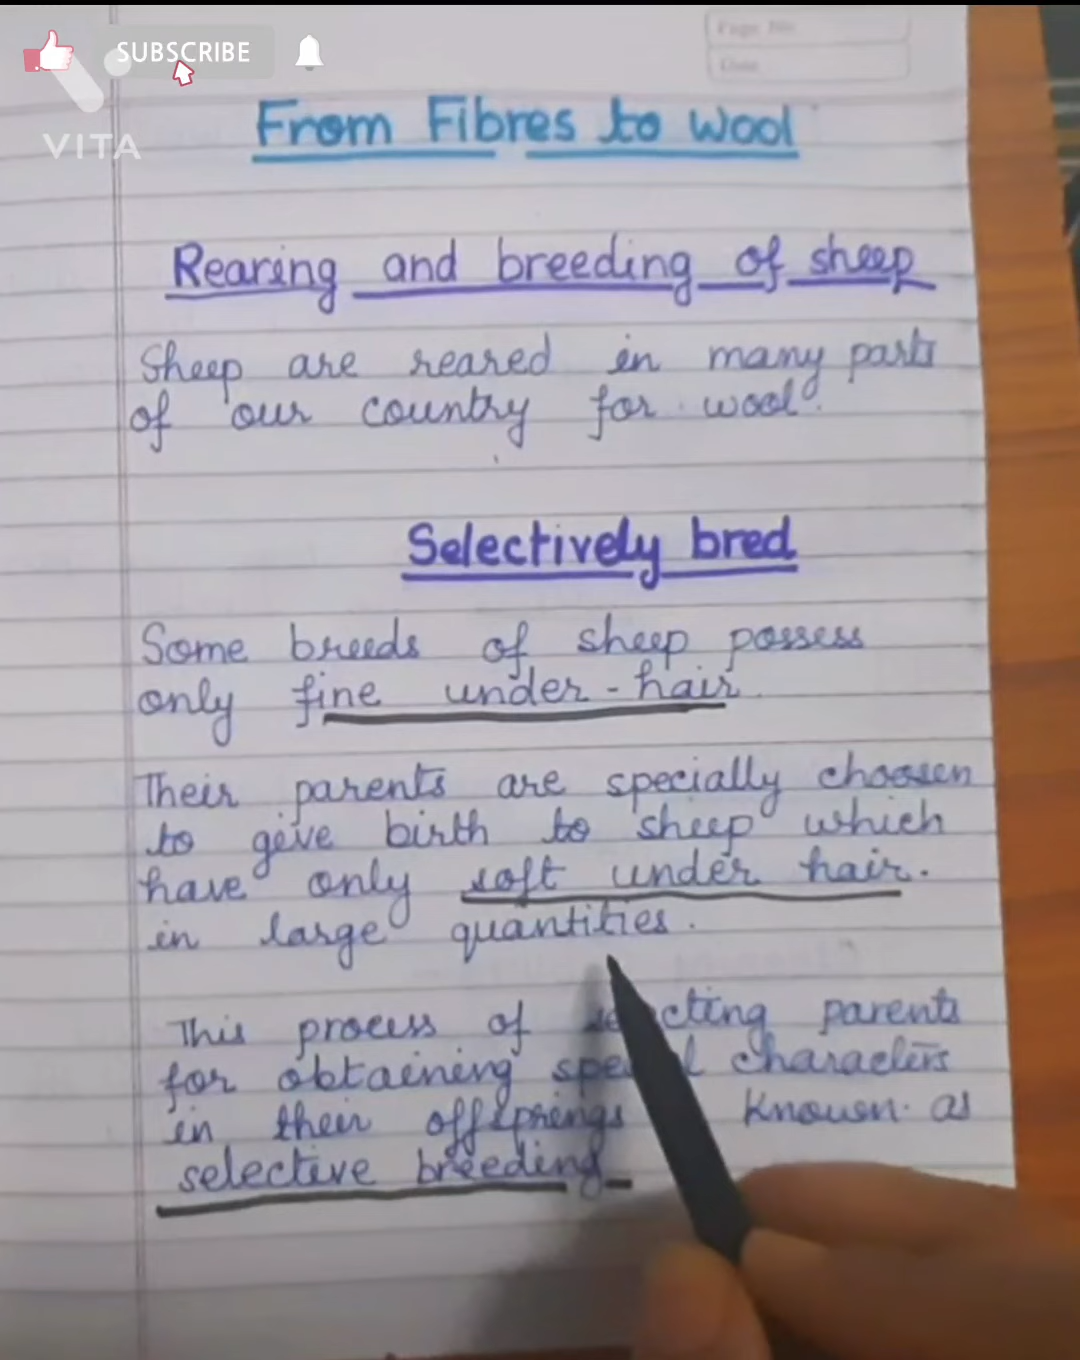 SUBSCRIBE
VITA
Page No.
Date
From Fibres to Wool
Rearing and breeding of sheep
Sheep are reared in many parts
of our country for wool.
Selectively bred
Some breeds of sheep possess
only fine under-hair.
Their parents are specially choosen
to give birth to sheep which
have only soft under hair.
in large quantities.
This process of parents
for obtaining characters
in their offsprings known as
selective breeding